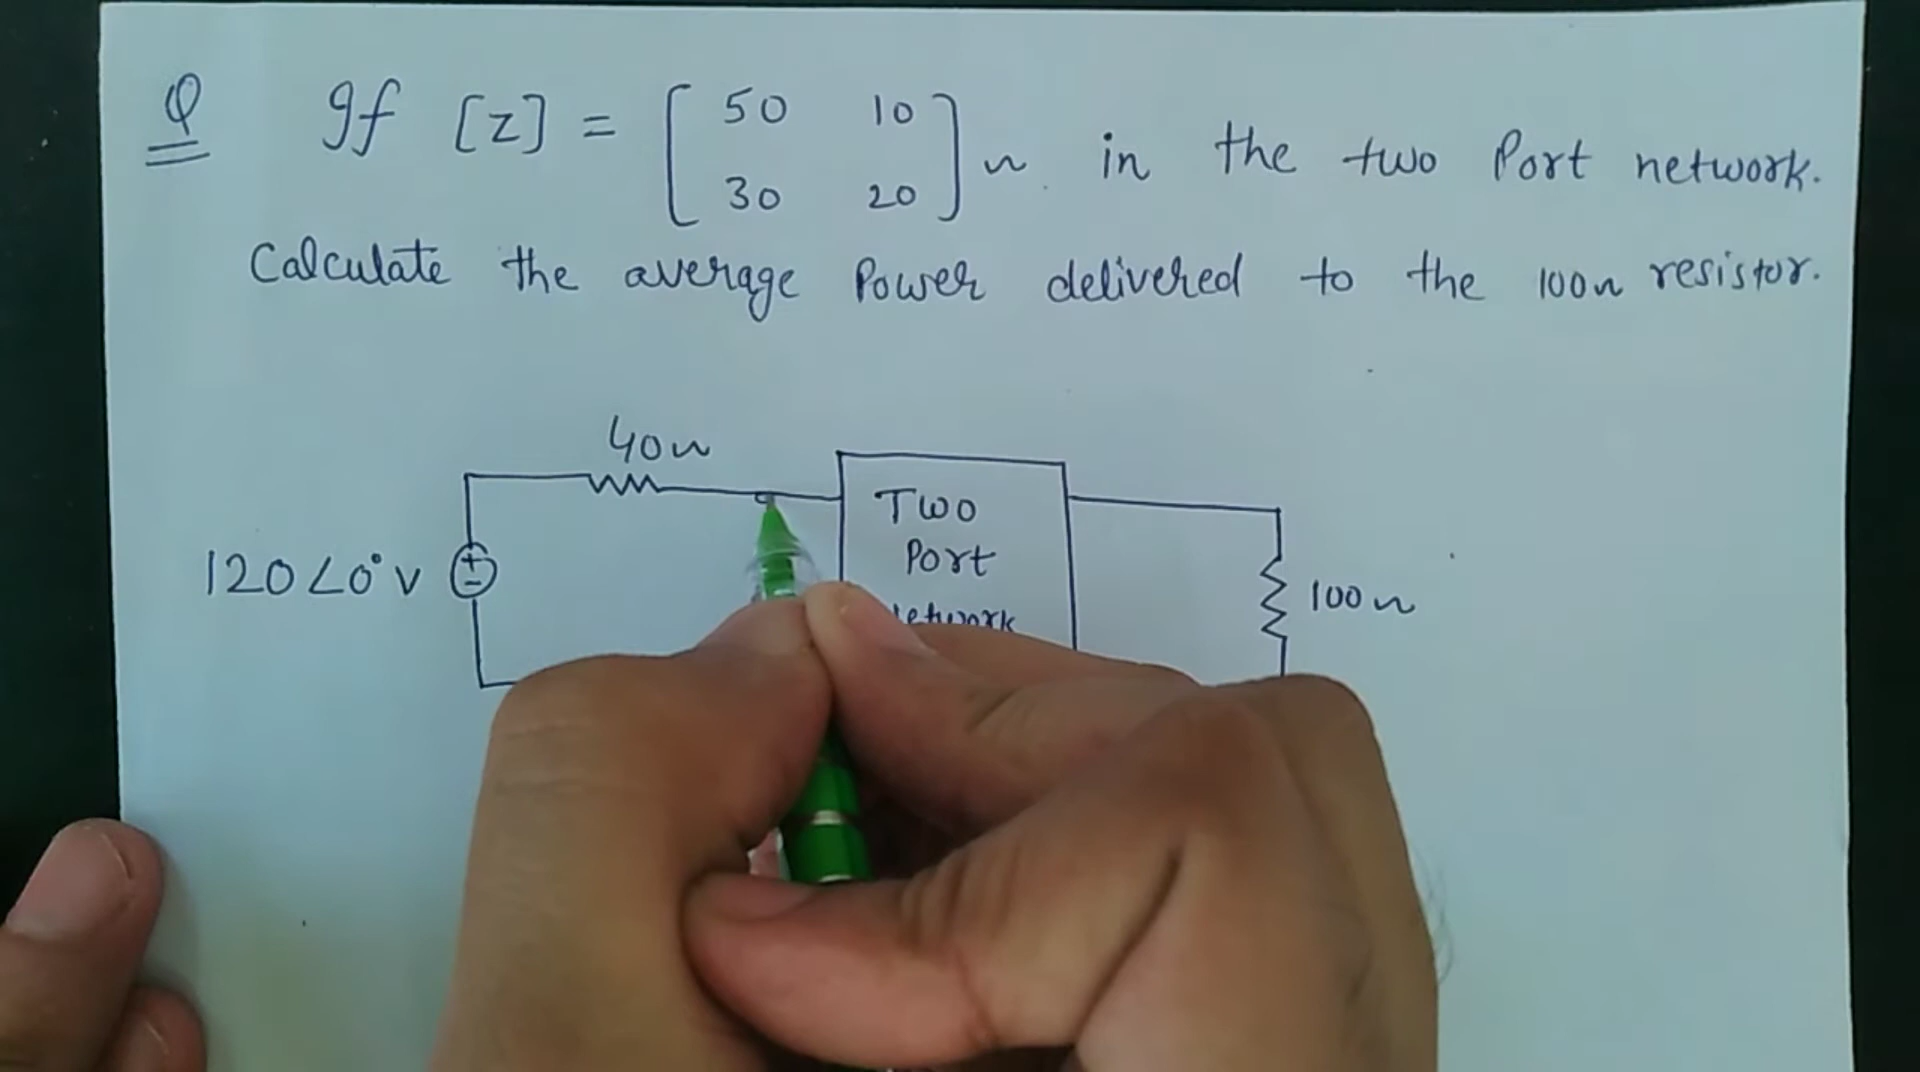 Q If [z] = [ 50 10
30 20 ] Ω in the two Port network.
Calculate the average Power delivered to the 100Ω resistor.
40Ω
120∠0° V
+
-
Two
Port
100Ω